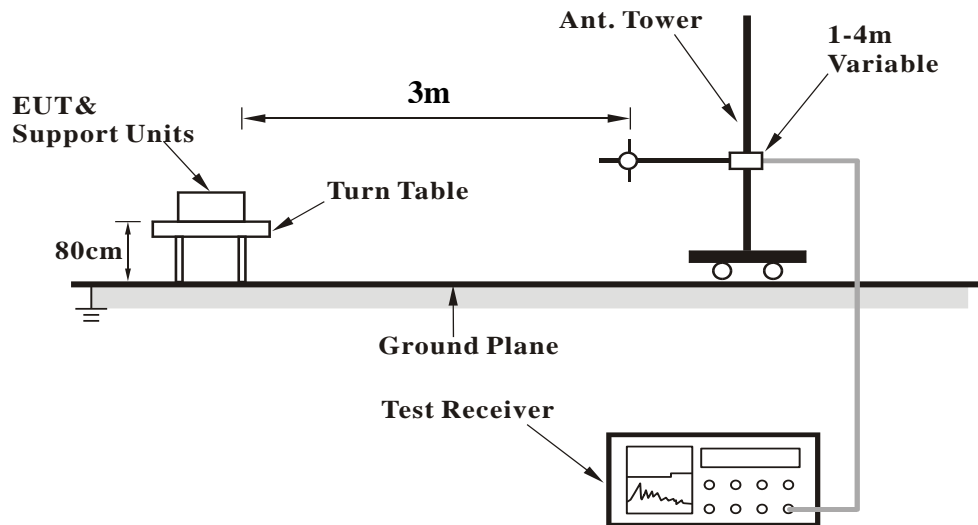 Ant. Tower
1-4m
Variable
3m
EUT&
Support Units
Turn Table
80cm
Ground Plane
Test Receiver